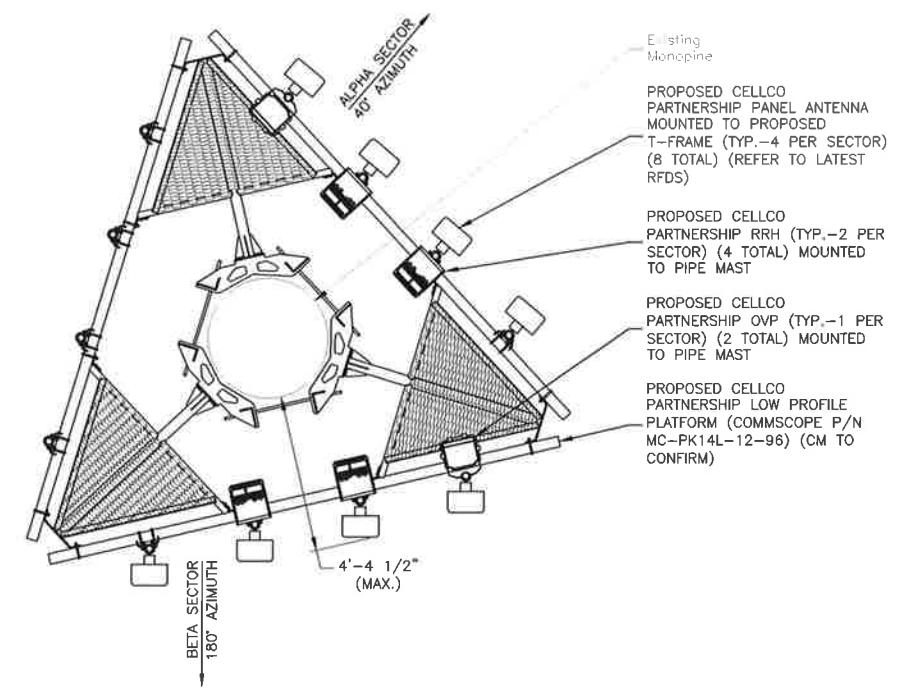 ALPHA SECTOR
40° AZIMUTH
Existing
Monopine
PROPOSED CELLCO
PARTNERSHIP PANEL ANTENNA
MOUNTED TO PROPOSED
T-FRAME (TYP.-4 PER SECTOR)
(8 TOTAL) (REFER TO LATEST
RFDS)
PROPOSED CELLCO
PARTNERSHIP RRH (TYP.-2 PER
SECTOR) (4 TOTAL) MOUNTED
TO PIPE MAST
PROPOSED CELLCO
PARTNERSHIP OVP (TYP.-1 PER
SECTOR) (2 TOTAL) MOUNTED
TO PIPE MAST
PROPOSED CELLCO
PARTNERSHIP LOW PROFILE
PLATFORM (COMMSCOPE P/N
MC-PK14L-12-96) (CM TO
CONFIRM)
4'-4 1/2"
(MAX.)
BETA SECTOR
180° AZIMUTH